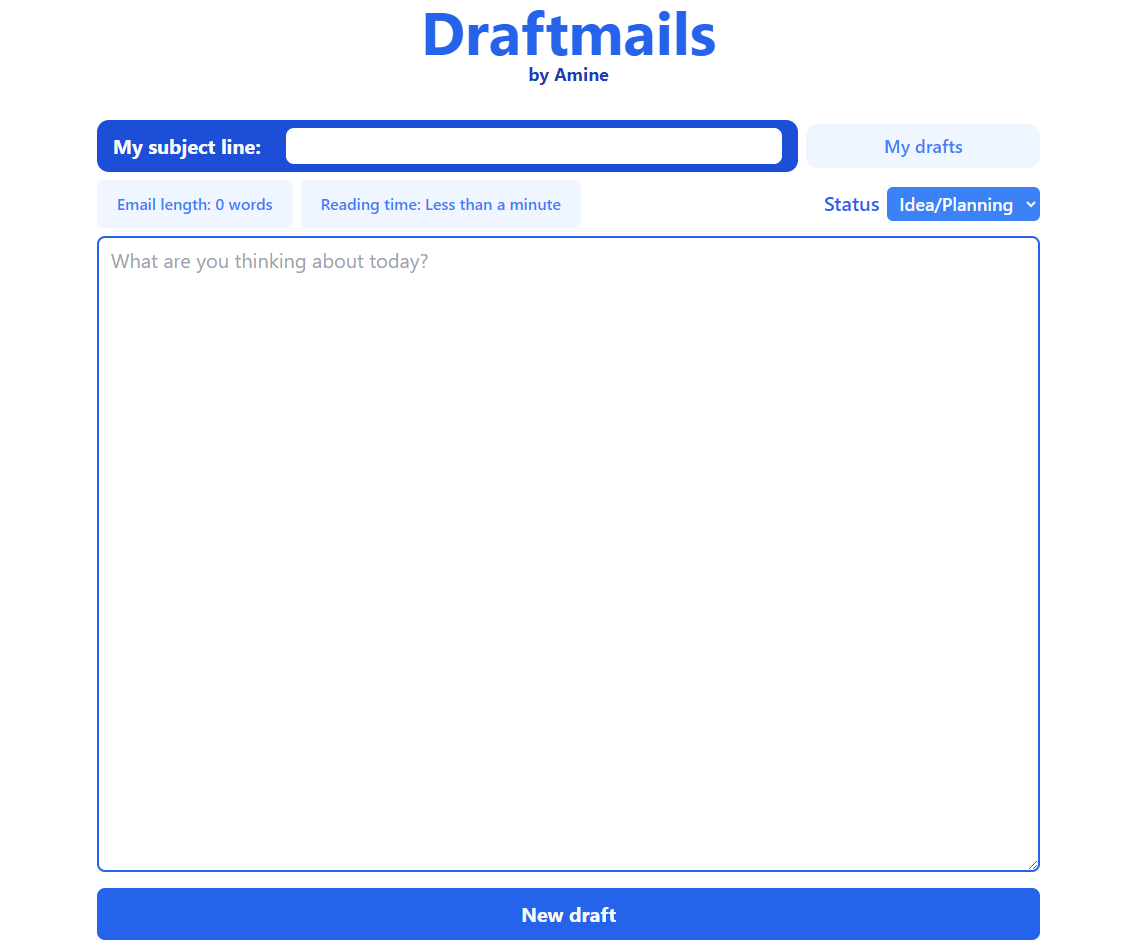 Draftmails
by Amine
My subject line:
My drafts
Email length: 0 words
Reading time: Less than a minute
Status
Idea/Planning
What are you thinking about today?
New draft